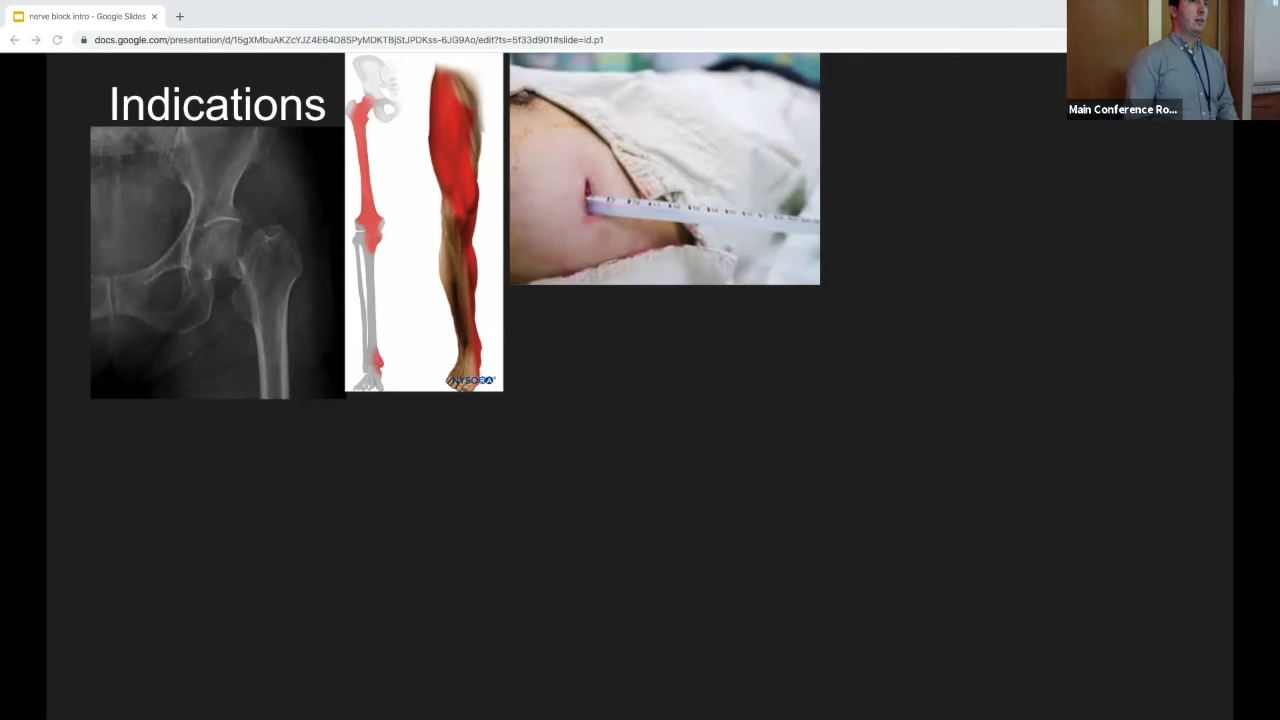 nerve block intro - Google Slides
docs.google.com/presentation/d/15gXMbuAKZcYJZ4E64D8SPyMDKTBjStJPDKss-6JG9Ao/edit?ts=5f33d901#slide=id.p1
Main Conference Ro...
Indications
NYSORA